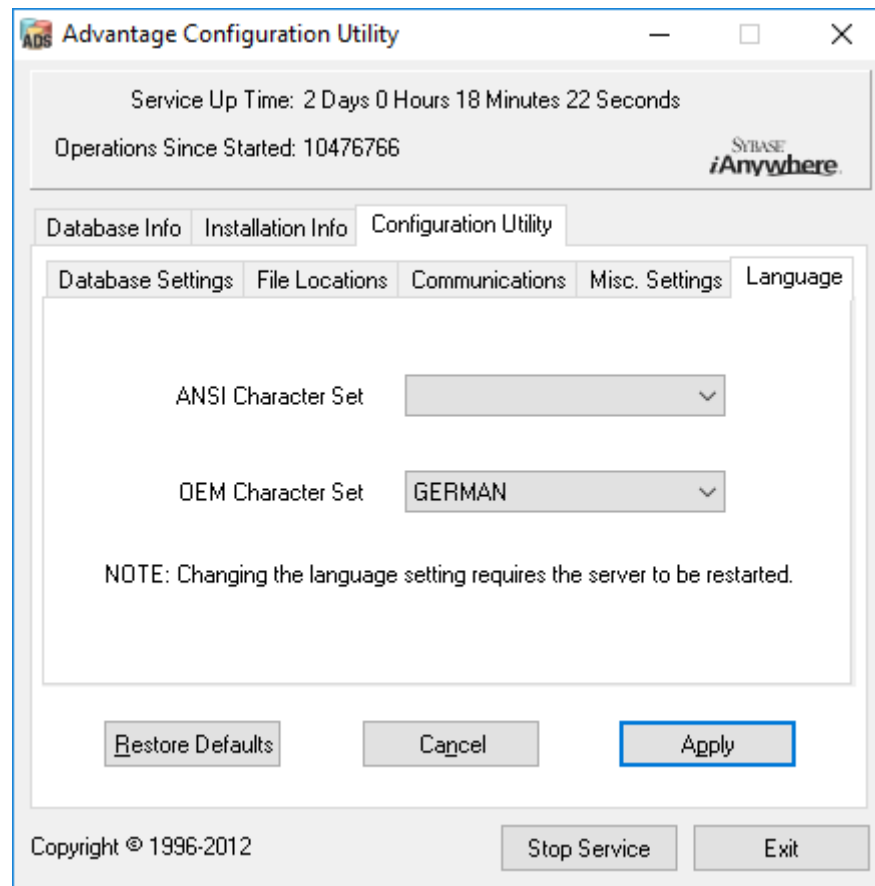 ADS Advantage Configuration Utility
Service Up Time: 2 Days 0 Hours 18 Minutes 22 Seconds
Operations Since Started: 10476766
SYBASE
iAnywhere.
Database Info Installation Info Configuration Utility
Database Settings File Locations Communications Misc. Settings Language
ANSI Character Set
OEM Character Set GERMAN
NOTE: Changing the language setting requires the server to be restarted.
Restore Defaults Cancel Apply
Copyright © 1996-2012 Stop Service Exit